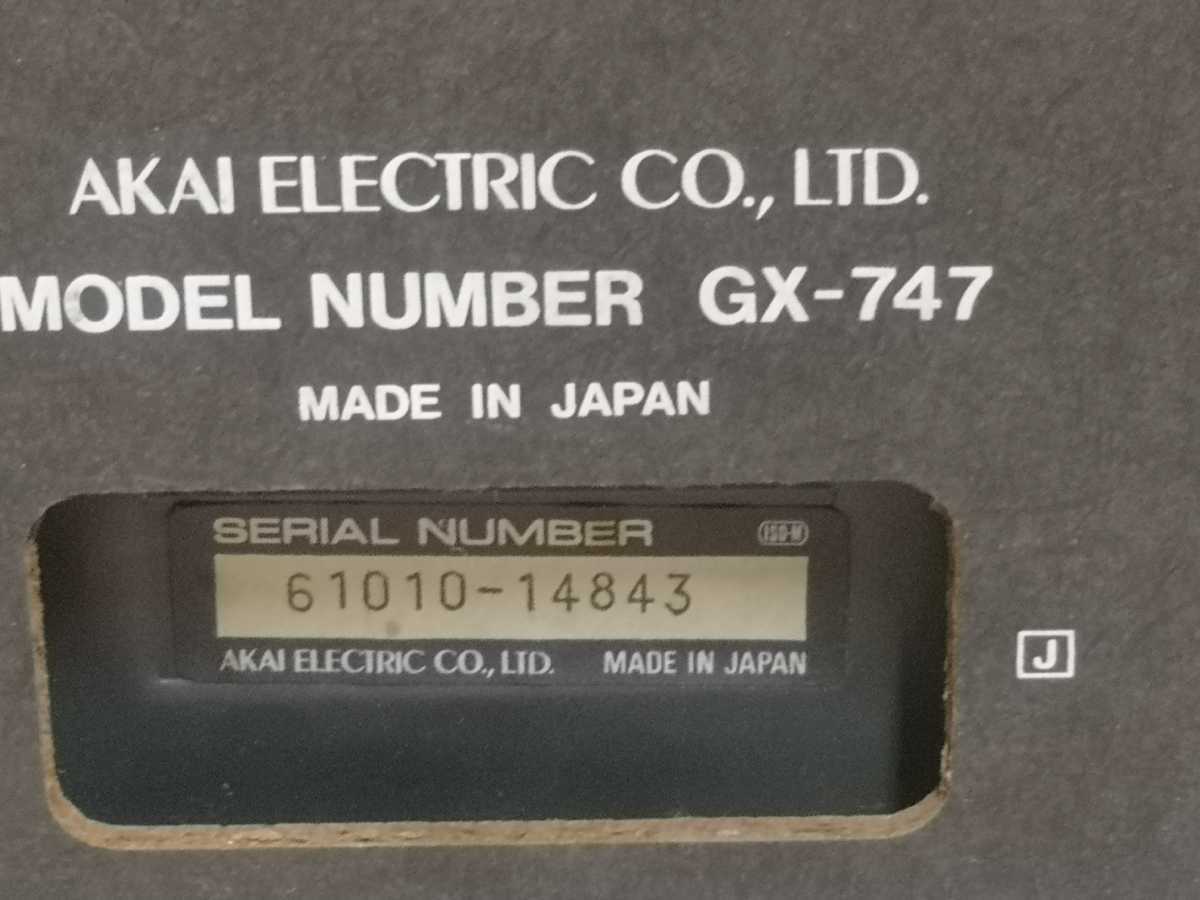 AKAI ELECTRIC CO., LTD.
MODEL NUMBER GX-747
MADE IN JAPAN
SERIAL NUMBER
61010-14843
AKAI ELECTRIC CO., LTD. MADE IN JAPAN
J